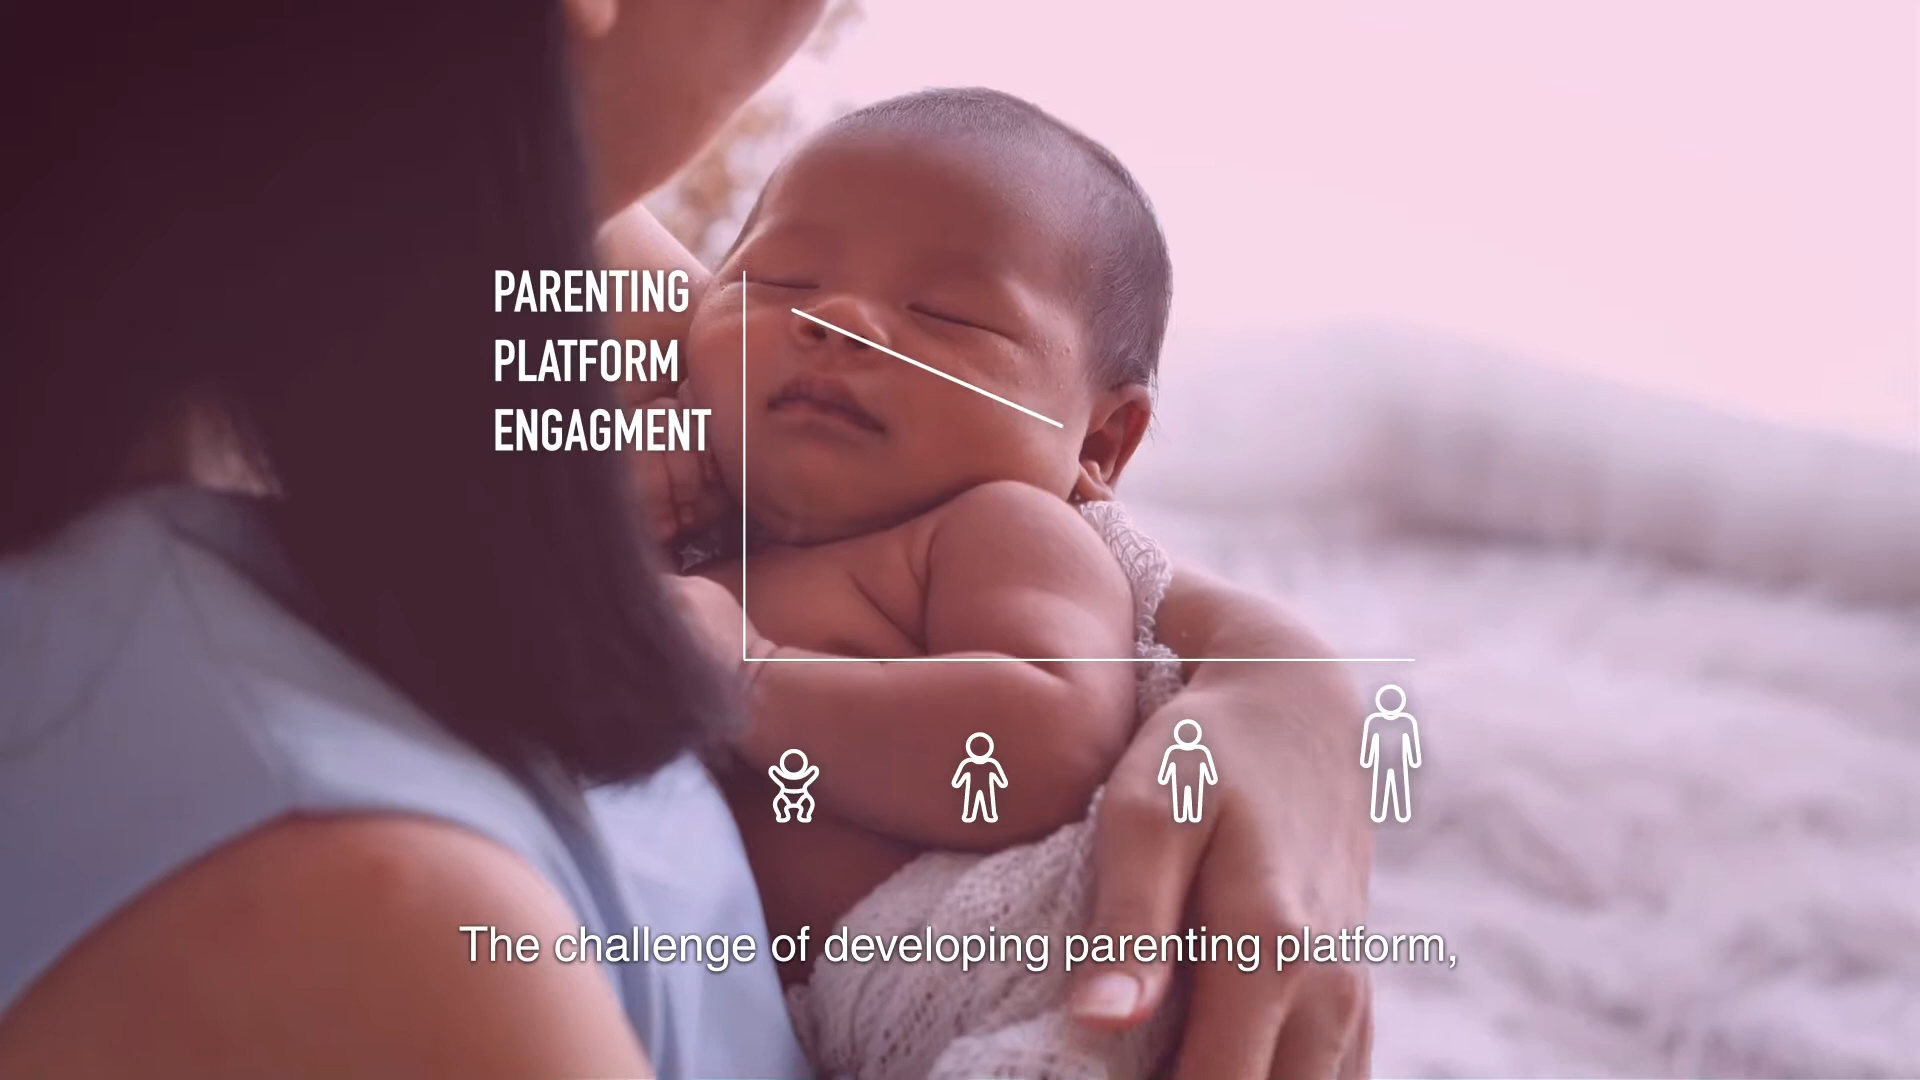 PARENTING
PLATFORM
ENGAGMENT
The challenge of developing parenting platform,